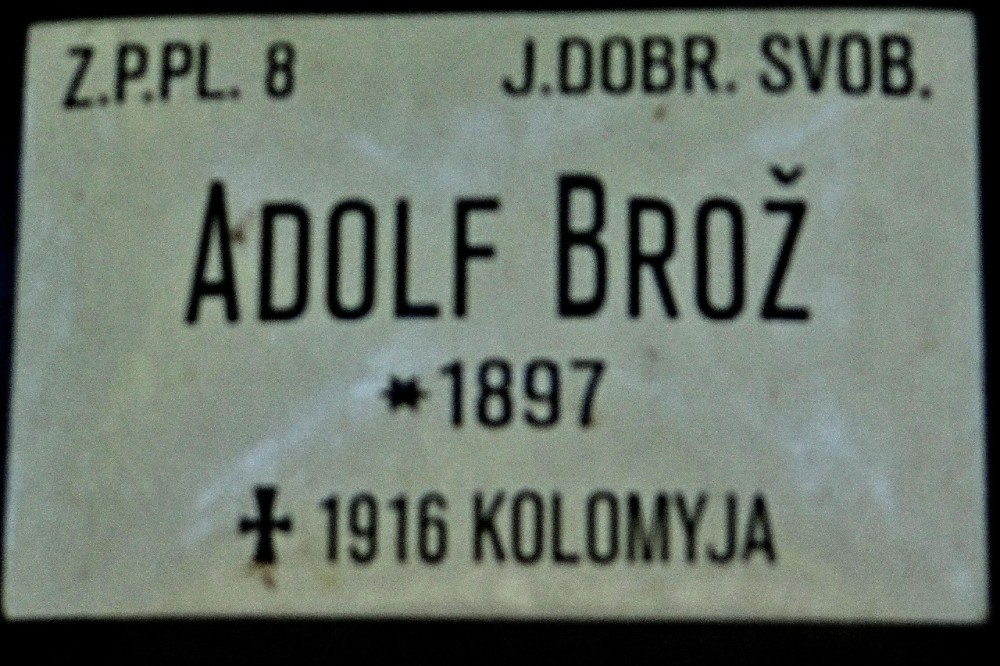 Z.P.PL. 8 J.DOBR. SVOB.
ADOLF BROŽ
*1897
✠ 1916 KOLOMYJA